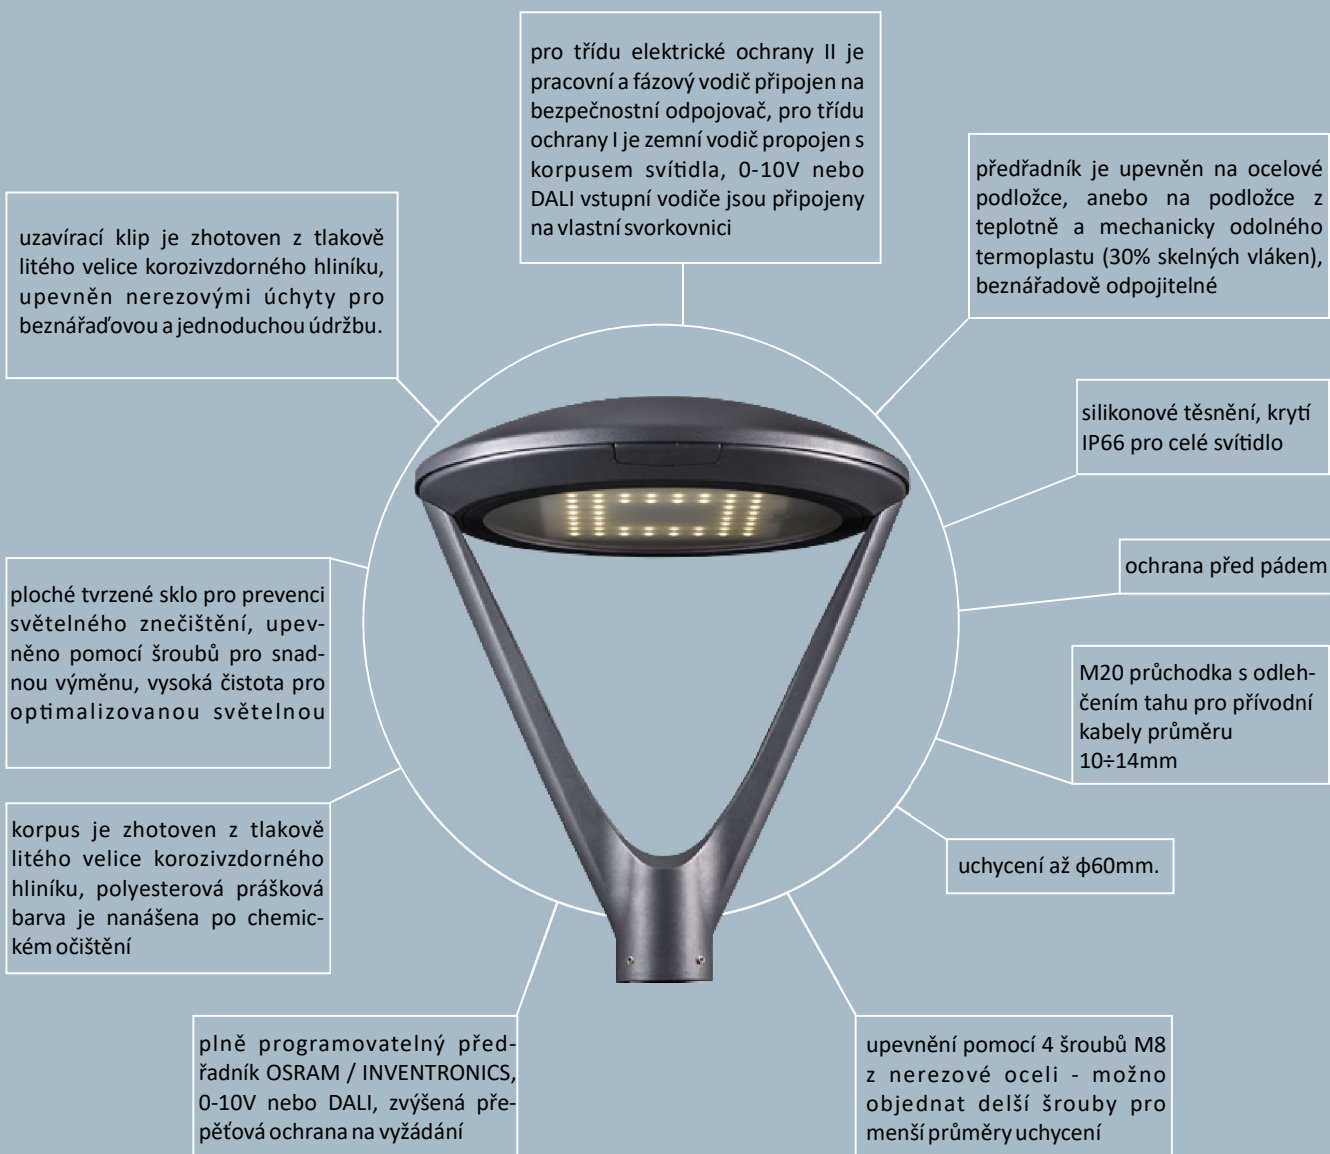 pro třídu elektrické ochrany II je
pracovní a fázový vodič připojen na
bezpečnostní odpojovač, pro třídu
ochrany I je zemní vodič propojen s
korpusem svítidla, 0-10V nebo
DALI vstupní vodiče jsou připojeny
na vlastní svorkovnici
předřadník je upevněn na ocelové
podložce, anebo na podložce z
teplotně a mechanicky odolného
termoplastu (30% skelných vláken),
beznářadově odpojitelné
uzavírací klip je zhotoven z tlakově
litého velice korozivzdorného hliníku,
upevněn nerezovými úchyty pro
beznářaďovou a jednoduchou údržbu.
silikonové těsnění, krytí
IP66 pro celé svítidlo
ochrana před pádem
ploché tvrzené sklo pro prevenci
světelného znečištění, upev-
něno pomocí šroubů pro snad-
nou výměnu, vysoká čistota pro
optimalizovanou světelnou
M20 průchodka s odleh-
čením tahu pro přívodní
kabely průměru
10÷14mm
korpus je zhotoven z tlakově
litého velice korozivzdorného
hliníku, polyesterová prášková
barva je nanášena po chemic-
kém očištění
uchycení až ϕ60mm.
plně programovatelný před-
řadník OSRAM / INVENTRONICS,
0-10V nebo DALI, zvýšená pře-
pěťová ochrana na vyžádání
upevnění pomocí 4 šroubů M8
z nerezové oceli - možno
objednat delší šrouby pro
menší průměry uchycení